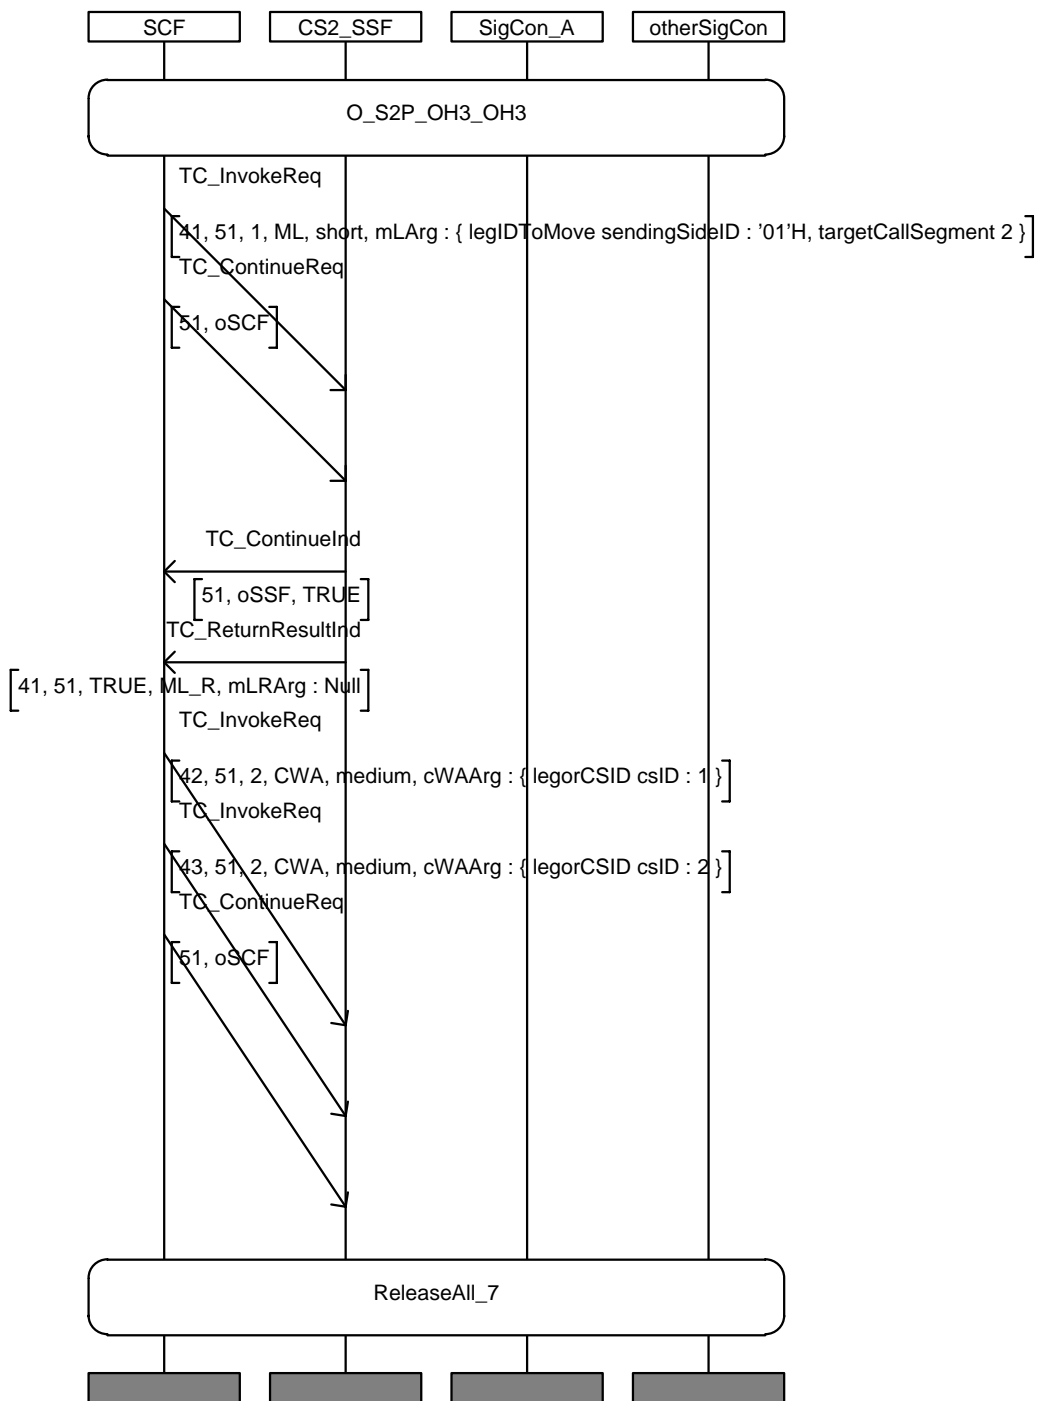 SCF CS2_SSF SigCon_A otherSigCon
O_S2P_OH3_OH3
TC_InvokeReq
41, 51, 1, ML, short, mLArg : { legIDToMove sendingSideID : '01'H, targetCallSegment 2 }
TC_ContinueReq
51, oSCF
TC_ContinueInd
51, oSSF, TRUE
TC_ReturnResultInd
41, 51, TRUE, ML_R, mLRArg : Null
TC_InvokeReq
42, 51, 2, CWA, medium, cWAArg : { legorCSID csID : 1 }
TC_InvokeReq
43, 51, 2, CWA, medium, cWAArg : { legorCSID csID : 2 }
TC_ContinueReq
51, oSCF
ReleaseAll_7